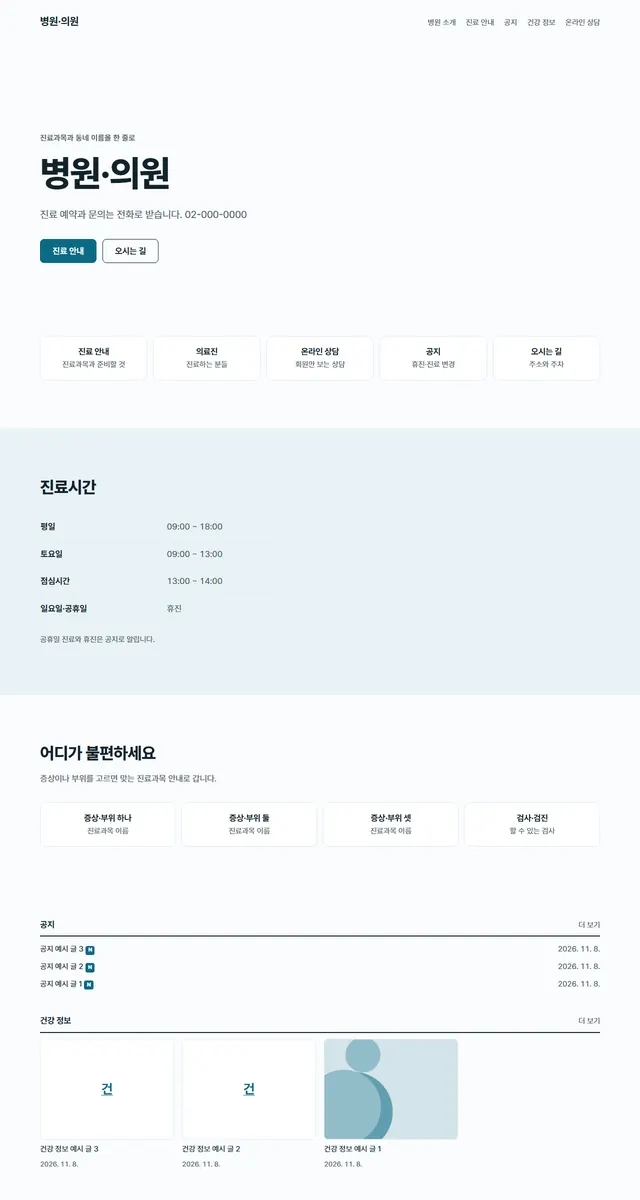 병원·의원
병원 소개 진료 안내 공지 건강 정보 온라인 상담
진료과목과 동네 이름을 한 줄로
병원·의원
진료 예약과 문의는 전화로 받습니다. 02-000-0000
진료 안내 오시는 길
진료 안내 의료진 온라인 상담 공지 오시는 길
진료과목과 준비할 것 진료하는 분들 회원만 보는 상담 휴진·진료 변경 주소와 주차
진료시간
평일 09:00 ~ 18:00
토요일 09:00 ~ 13:00
점심시간 13:00 ~ 14:00
일요일·공휴일 휴진
공휴일 진료와 휴진은 공지로 알립니다.
어디가 불편하세요
증상이나 부위를 고르면 맞는 진료과목 안내로 갑니다.
증상·부위 하나 증상·부위 둘 증상·부위 셋 검사·검진
진료과목 이름 진료과목 이름 진료과목 이름 할 수 있는 검사
공지 더 보기
공지 예시 글 3 N 2026. 11. 8.
공지 예시 글 2 N 2026. 11. 8.
공지 예시 글 1 N 2026. 11. 8.
건강 정보 더 보기
건 건
건강 정보 예시 글 3 건강 정보 예시 글 2 건강 정보 예시 글 1
2026. 11. 8. 2026. 11. 8. 2026. 11. 8.